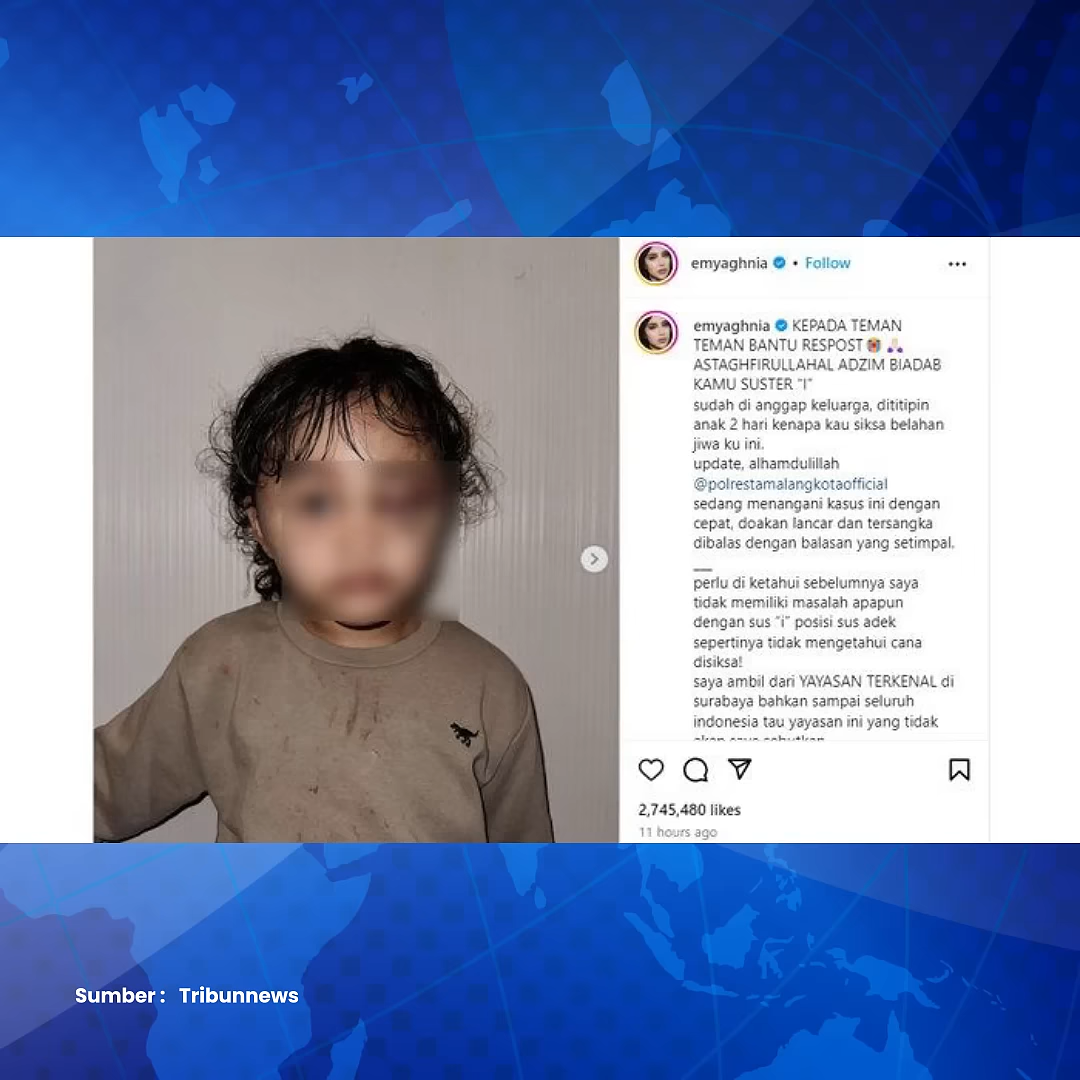 emyaghnia • Follow
emyaghnia KEPADA TEMAN
TEMAN BANTU RESPOST😭🙏🏻
ASTAGHFIRULLAHAL ADZIM BIADAB
KAMU SUSTER “I”
sudah di anggap keluarga, dititipin
anak 2 hari kenapa kau siksa belahan
jiwa ku ini.
update, alhamdulillah
@polrestamalangkotaofficial
sedang menangani kasus ini dengan
cepat, doakan lancar dan tersangka
dibalas dengan balasan yang setimpal.
__
perlu di ketahui sebelumnya saya
tidak memiliki masalah apapun
dengan sus “i” posisi sus adek
sepertinya tidak mengetahui cana
disiksa!
saya ambil dari YAYASAN TERKENAL di
surabaya bahkan sampai seluruh
indonesia tau yayasan ini yang tidak
2,745,480 likes
11 hours ago
Sumber : Tribunnews